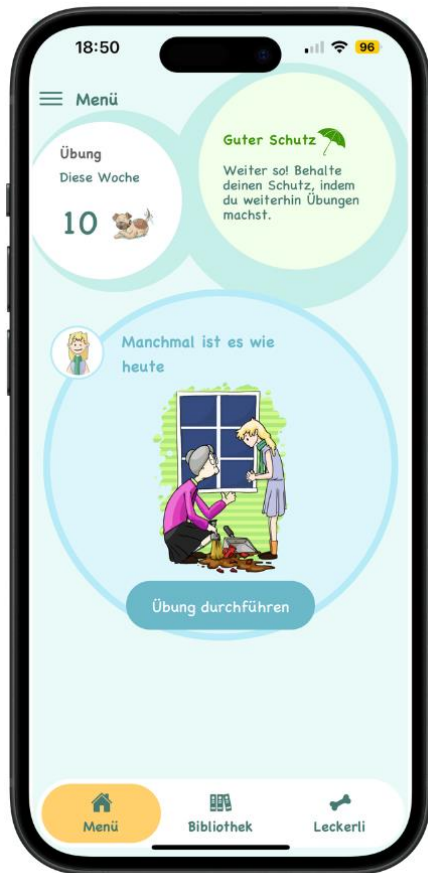 18:50
96
Menü
Übung
Diese Woche
10
Guter Schutz
Weiter so! Behalte
deinen Schutz, indem
du weiterhin Übungen
machst.
Manchmal ist es wie
heute
Übung durchführen
Menü
Bibliothek
Leckerli